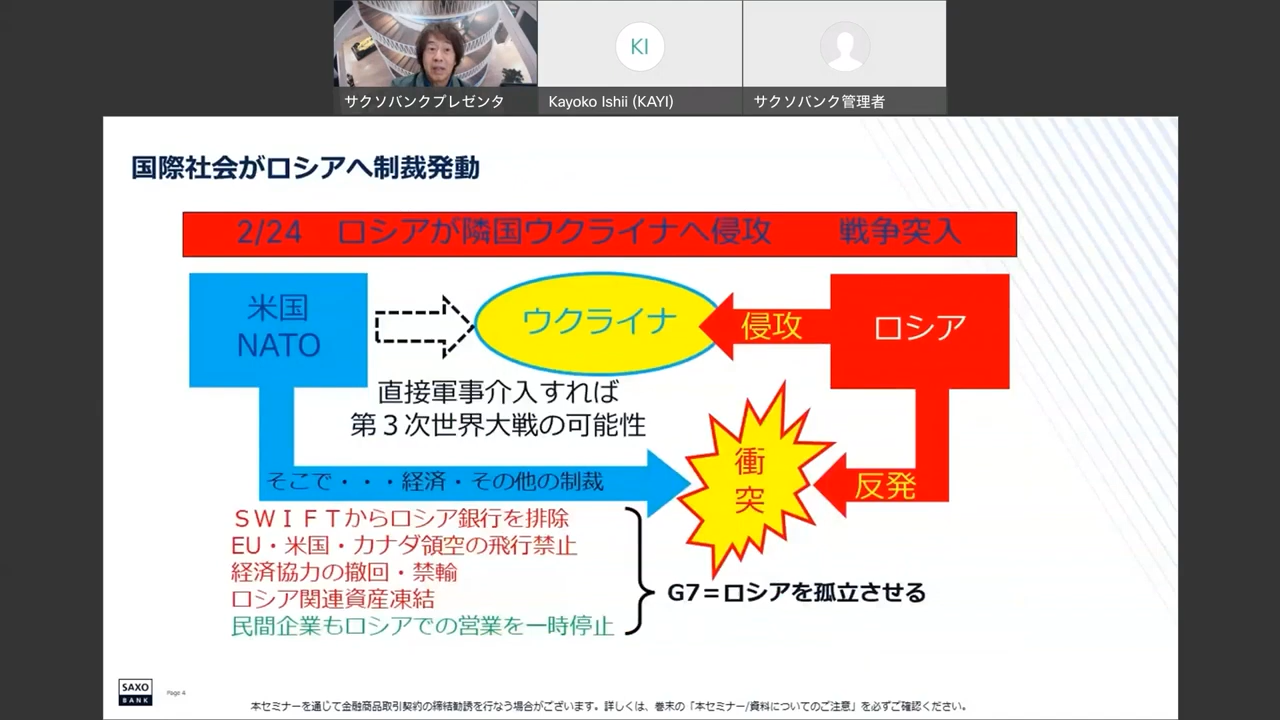 KI
サクソバンクプレゼンタ
Kayoko Ishii (KAYI)
サクソバンク管理者
国際社会がロシアへ制裁発動
2/24 ロシアが隣国ウクライナへ侵攻 戦争突入
米国
NATO
ウクライナ
侵攻
ロシア
直接軍事介入すれば
第３次世界大戦の可能性
衝
突
そこで・・・経済・その他の制裁
反発
ＳＷＩＦＴからロシア銀行を排除
EU・米国・カナダ領空の飛行禁止
経済協力の撤回・禁輸
ロシア関連資産凍結
民間企業もロシアでの営業を一時停止
G7＝ロシアを孤立させる
SAXO
BANK
Page 4
本セミナーを通じて金融商品取引契約の締結勧誘を行なう場合がございます。詳しくは、巻末の「本セミナー/資料についてのご注意」を必ずご確認ください。